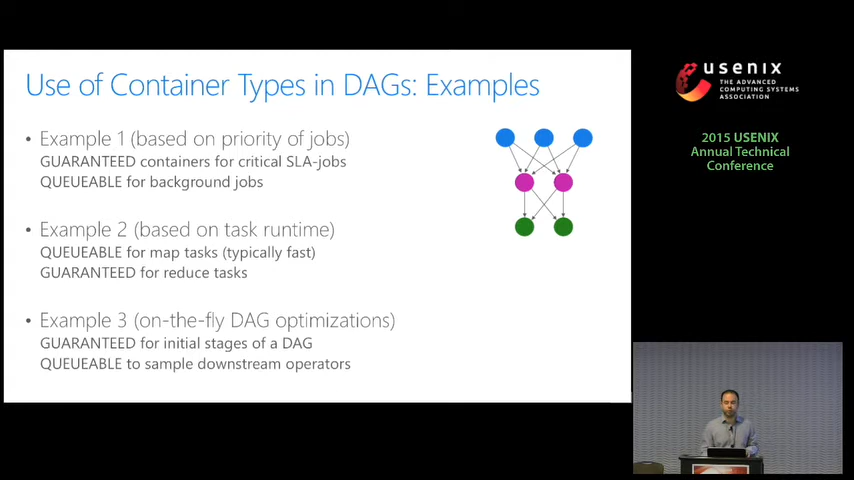 Use of Container Types in DAGs: Examples
• Example 1 (based on priority of jobs)
GUARANTEED containers for critical SLA-jobs
QUEUEABLE for background jobs
• Example 2 (based on task runtime)
QUEUEABLE for map tasks (typically fast)
GUARANTEED for reduce tasks
• Example 3 (on-the-fly DAG optimizations)
GUARANTEED for initial stages of a DAG
QUEUEABLE to sample downstream operators
usenix
THE ADVANCED
COMPUTING SYSTEMS
ASSOCIATION
2015 USENIX
Annual Technical
Conference